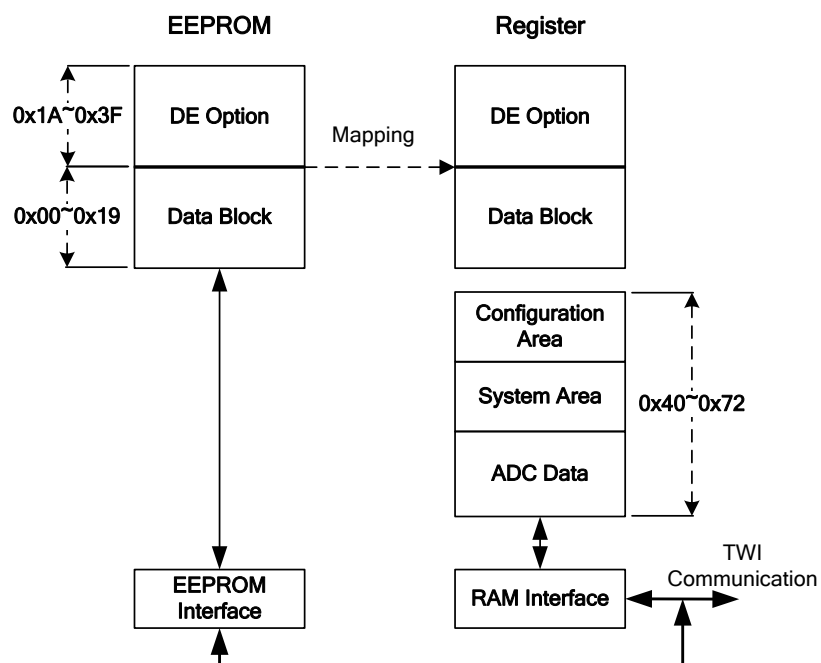 EEPROM
Register
0x1A~0x3F
DE Option
Mapping
DE Option
0x00~0x19
Data Block
Data Block
Configuration
Area
System Area
0x40~0x72
ADC Data
EEPROM
Interface
RAM Interface
TWI
Communication